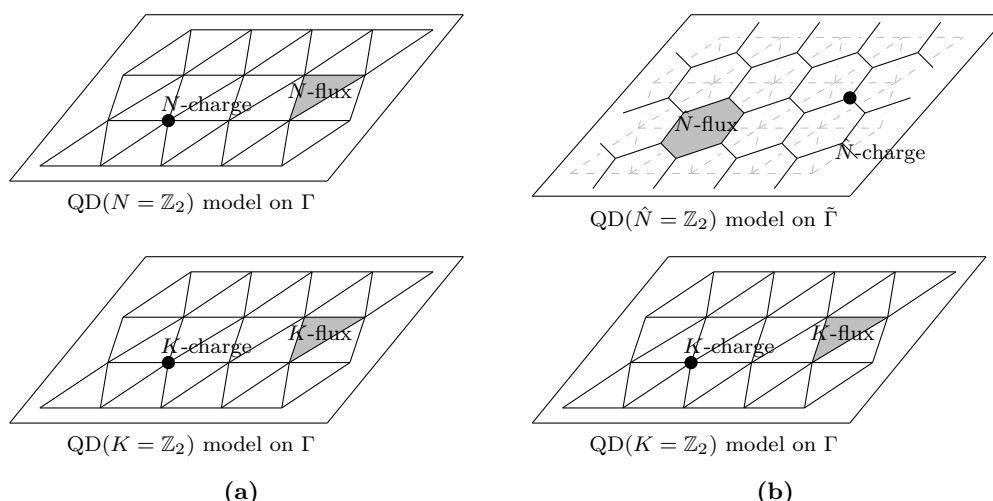 N-charge
N-flux
QD(N = ℤ₂) model on Γ
K-charge
K-flux
QD(K = ℤ₂) model on Γ
(a)
N̂-flux
N̂-charge
QD(N̂ = ℤ₂) model on Γ̃
K-charge
K-flux
QD(K = ℤ₂) model on Γ
(b)